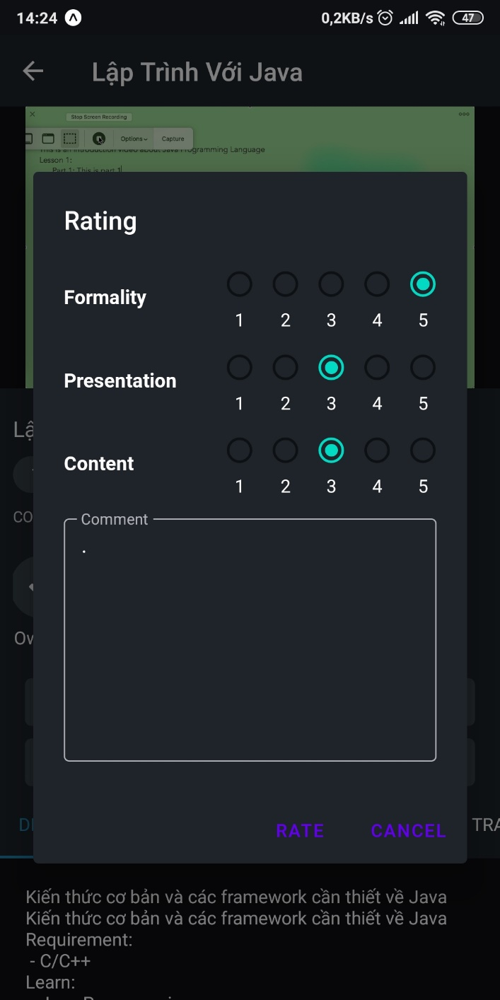 14:24 0,2KB/s 47
Lập Trình Với Java
Stop Screen Recording
Options Capture
This is an introduction video about Java Programming Language
Lesson 1:
Part 1: This is part 1
Rating
Formality
1 2 3 4 5
Presentation
1 2 3 4 5
Content
1 2 3 4 5
Comment
.
RATE CANCEL
Kiến thức cơ bản và các framework cần thiết về Java
Kiến thức cơ bản và các framework cần thiết về Java
Requirement:
- C/C++
Learn: